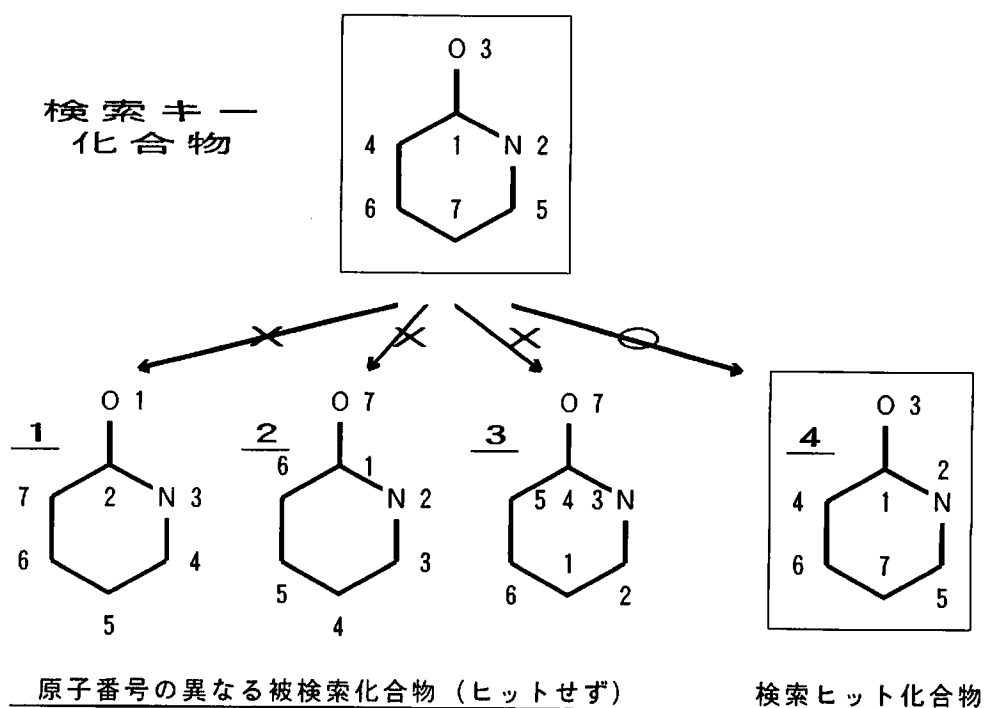 検索キー
化合物
O 3
4 1 N 2
6 7 5
1
O 1
7 2 N 3
6 4
5
2
O 7
6 1
N 2
5 3
4
3
O 7
5 4 3 N
1
6 2
4
O 3
2
4 1 N
6 7
5
原子番号の異なる被検索化合物 (ヒットせず)
検索ヒット化合物